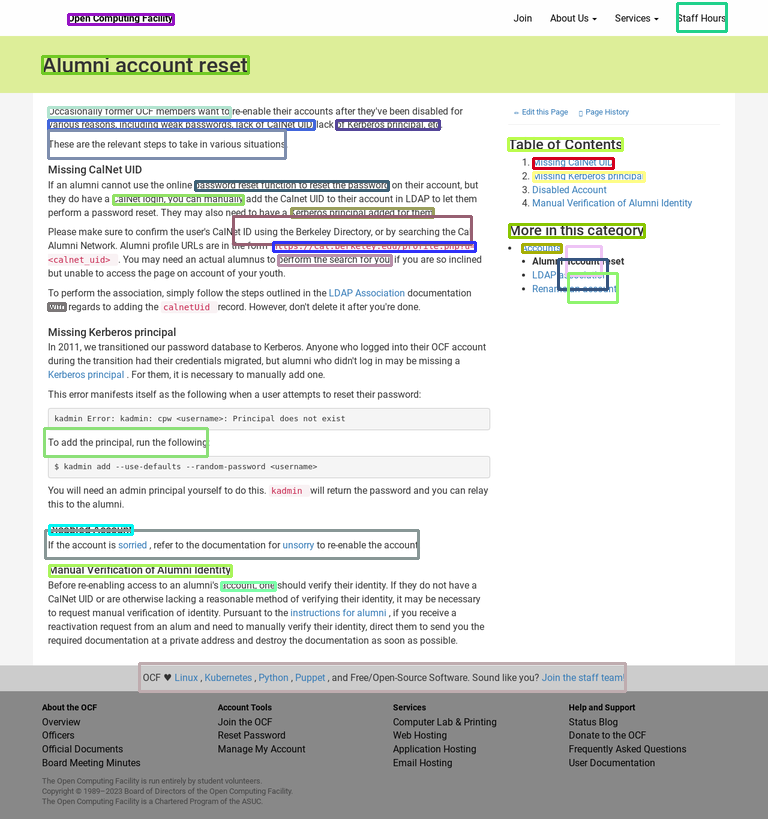 Open Computing Facility
Join
About Us
Services
Staff Hours
Alumni account reset
Occasionally former OCF members want to re-enable their accounts after they've been disabled for
various reasons, including weak passwords, lack of CalNet UID, lack of Kerberos principal, etc.
These are the relevant steps to take in various situations.
Missing CalNet UID
If an alumni cannot use the online password reset function to reset the password on their account, but
they do have a CalNet login, you can manually add the Calnet UID to their account in LDAP to let them
perform a password reset. They may also need to have a Kerberos principal added for them.
Please make sure to confirm the user's CalNet ID using the Berkeley Directory, or by searching the Cal
Alumni Network. Alumni profile URLs are in the form https://cal.berkeley.edu/profile.php?u=
<calnet_uid> . You may need an actual alumnus to perform the search for you, if you are so inclined
but unable to access the page on account of your youth.
To perform the association, simply follow the steps outlined in the LDAP Association documentation
with regards to adding the calnetUid record. However, don't delete it after you're done.
Missing Kerberos principal
In 2011, we transitioned our password database to Kerberos. Anyone who logged into their OCF account
during the transition had their credentials migrated, but alumni who didn't log in may be missing a
Kerberos principal . For them, it is necessary to manually add one.
This error manifests itself as the following when a user attempts to reset their password:
kadmin Error: kadmin: cpw <username>: Principal does not exist
To add the principal, run the following
$ kadmin add --use-defaults --random-password <username>
You will need an admin principal yourself to do this. kadmin will return the password and you can relay
this to the alumni.
Disabled Account
If the account is sorried , refer to the documentation for unsorry to re-enable the account
Manual Verification of Alumni Identity
Before re-enabling access to an alumni's account, one should verify their identity. If they do not have a
CalNet UID or are otherwise lacking a reasonable method of verifying their identity, it may be necessary
to request manual verification of identity. Pursuant to the instructions for alumni , if you receive a
reactivation request from an alum and need to manually verify their identity, direct them to send you the
required documentation at a private address and destroy the documentation as soon as possible.
Edit this Page
Page History
Table of Contents
1. Missing CalNet UID
2. Missing Kerberos principal
3. Disabled Account
4. Manual Verification of Alumni Identity
More in this category
Accounts
Alumni account reset
LDAP association
Rename an account
OCF ♥ Linux , Kubernetes , Python , Puppet , and Free/Open-Source Software. Sound like you? Join the staff team!
About the OCF
Overview
Officers
Official Documents
Board Meeting Minutes
Account Tools
Join the OCF
Reset Password
Manage My Account
Services
Computer Lab & Printing
Web Hosting
Application Hosting
Email Hosting
Help and Support
Status Blog
Donate to the OCF
Frequently Asked Questions
User Documentation
The Open Computing Facility is run entirely by student volunteers.
Copyright © 1989–2023 Board of Directors of the Open Computing Facility.
The Open Computing Facility is a Chartered Program of the ASUC.